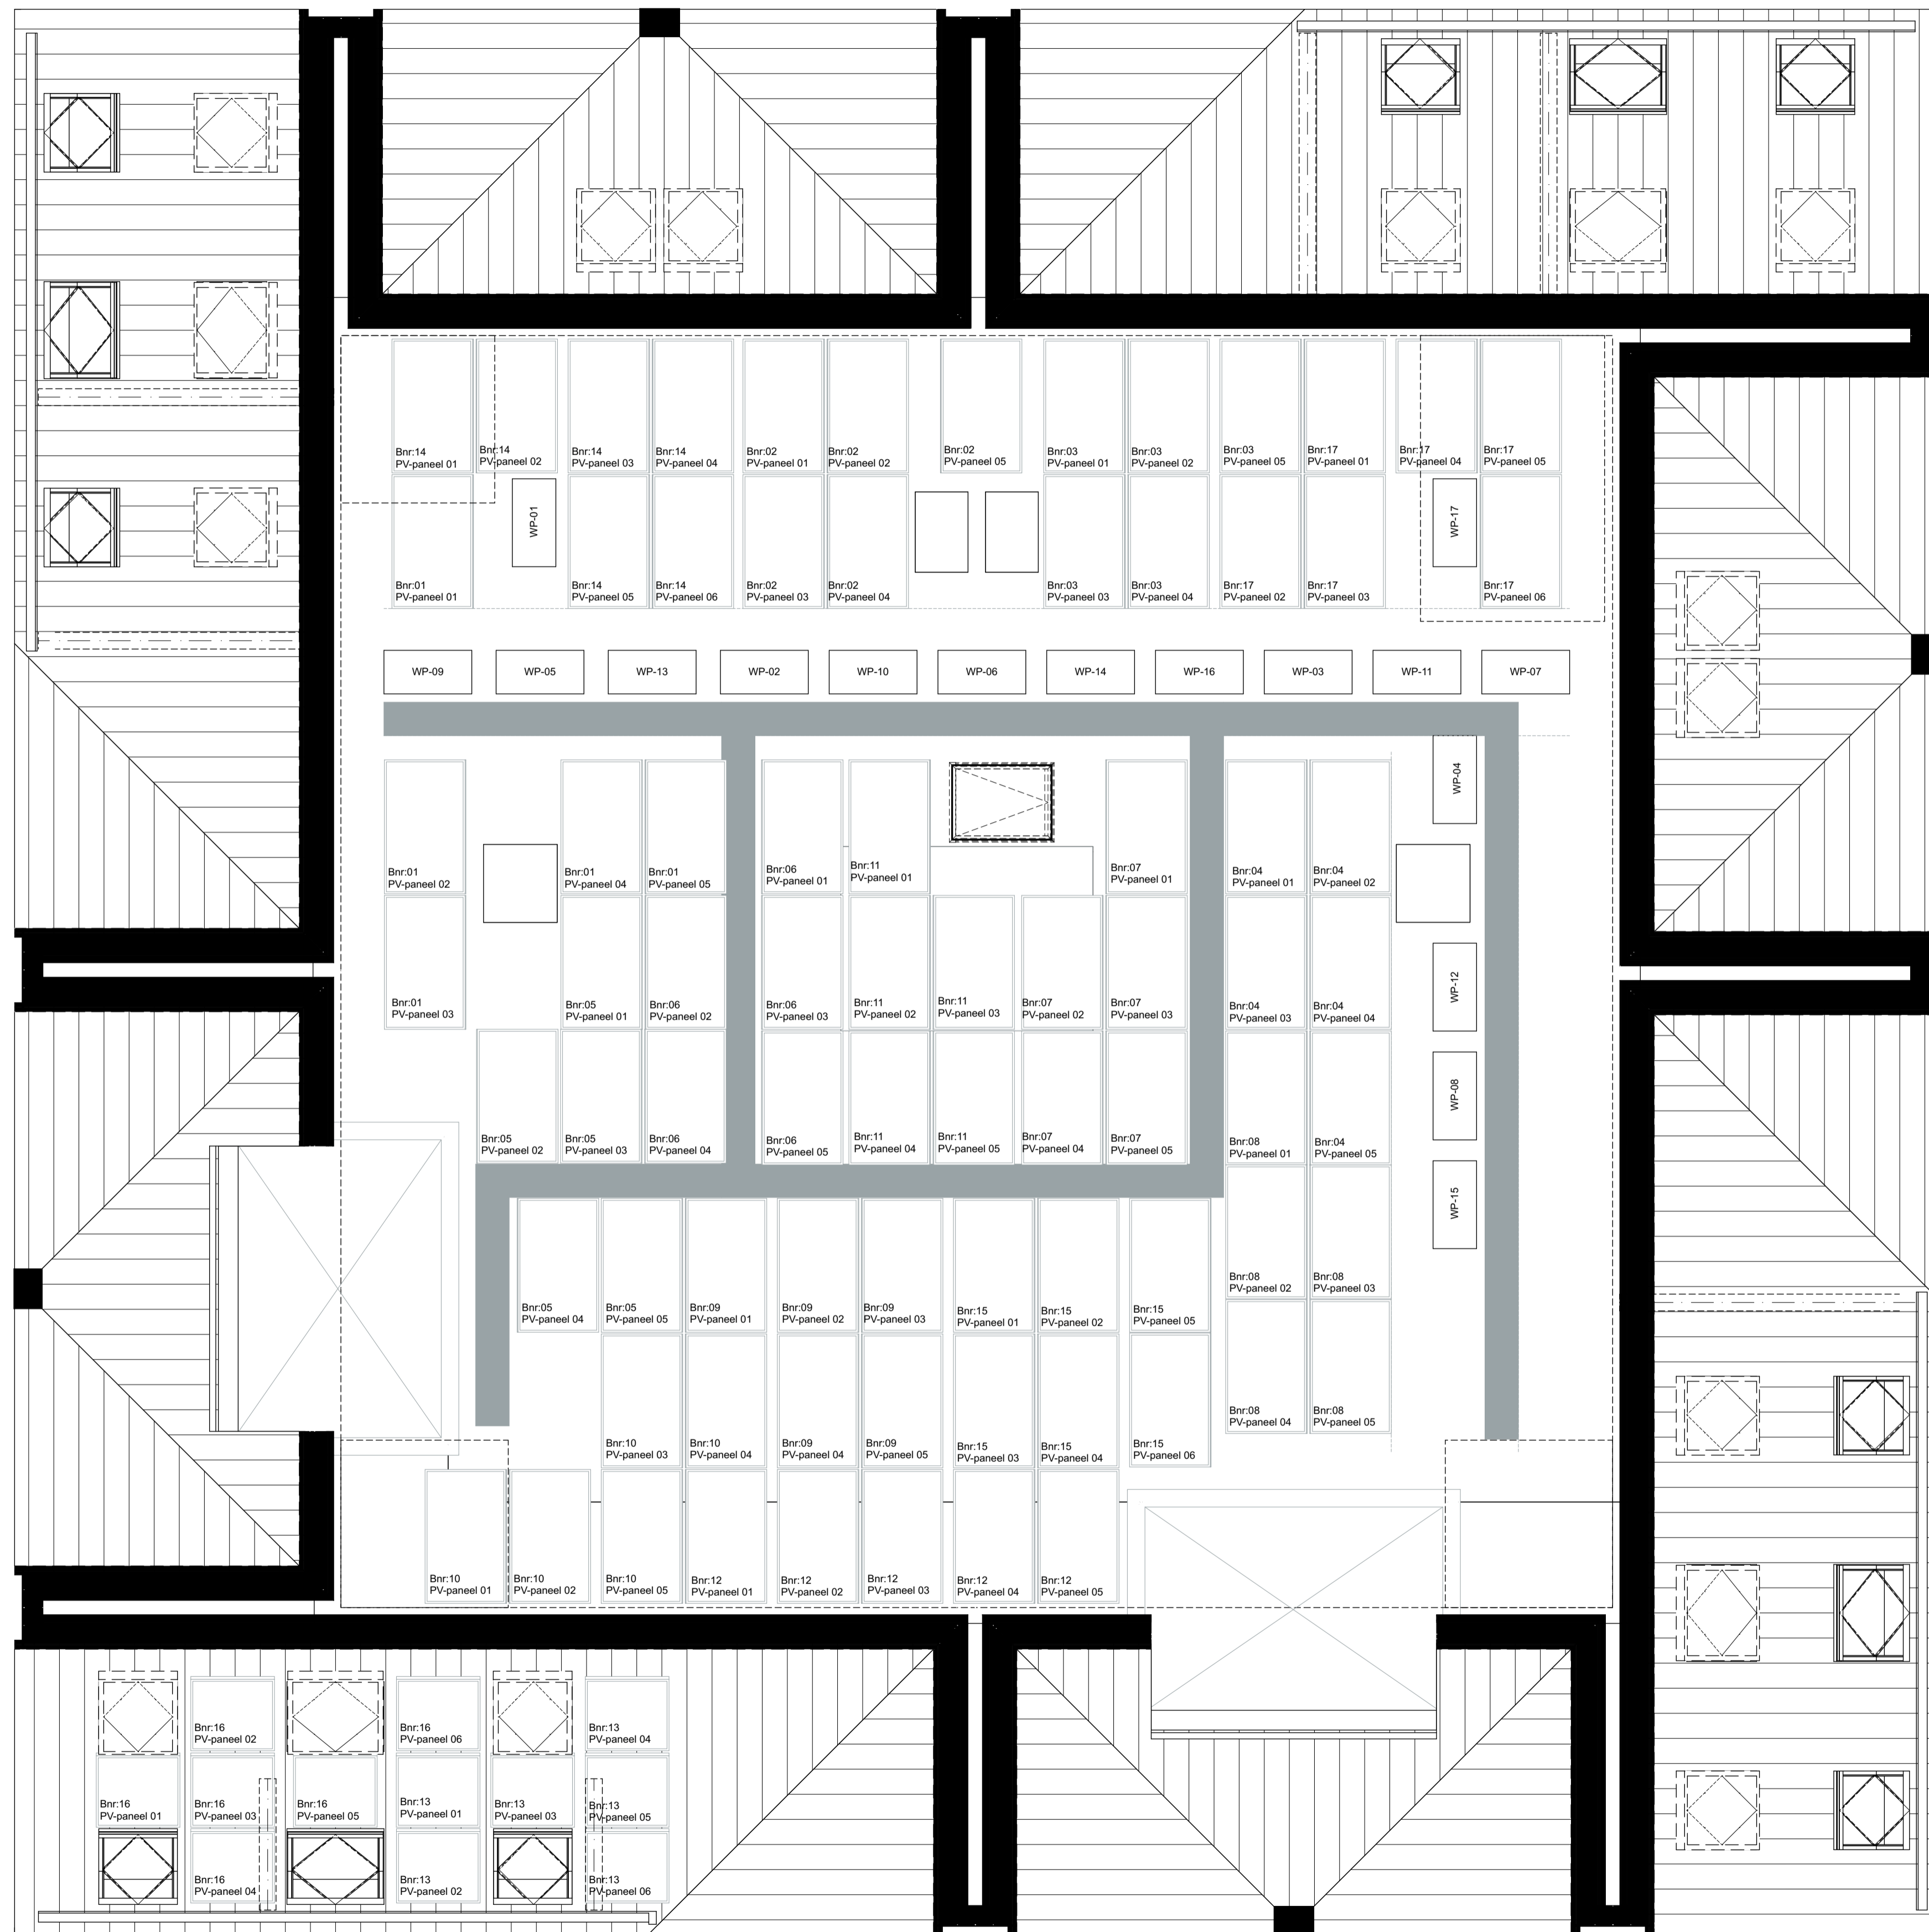 Bnr:14
PV-paneel 01
Bnr:14
PV-paneel 02
Bnr:14
PV-paneel 03
Bnr:14
PV-paneel 04
Bnr:02
PV-paneel 01
Bnr:02
PV-paneel 02
Bnr:02
PV-paneel 05
Bnr:03
PV-paneel 01
Bnr:03
PV-paneel 02
Bnr:03
PV-paneel 05
Bnr:17
PV-paneel 01
Bnr:17
PV-paneel 04
Bnr:17
PV-paneel 05
WP-01
WP-17
Bnr:01
PV-paneel 01
Bnr:14
PV-paneel 05
Bnr:14
PV-paneel 06
Bnr:02
PV-paneel 03
Bnr:02
PV-paneel 04
Bnr:03
PV-paneel 03
Bnr:03
PV-paneel 04
Bnr:17
PV-paneel 02
Bnr:17
PV-paneel 03
Bnr:17
PV-paneel 06
WP-09
WP-05
WP-13
WP-02
WP-10
WP-06
WP-14
WP-16
WP-03
WP-11
WP-07
WP-04
Bnr:01
PV-paneel 02
Bnr:01
PV-paneel 04
Bnr:01
PV-paneel 05
Bnr:06
PV-paneel 01
Bnr:11
PV-paneel 01
Bnr:07
PV-paneel 01
Bnr:04
PV-paneel 01
Bnr:04
PV-paneel 02
WP-12
Bnr:01
PV-paneel 03
Bnr:05
PV-paneel 01
Bnr:06
PV-paneel 02
Bnr:06
PV-paneel 03
Bnr:11
PV-paneel 02
Bnr:11
PV-paneel 03
Bnr:07
PV-paneel 02
Bnr:07
PV-paneel 03
Bnr:04
PV-paneel 03
Bnr:04
PV-paneel 04
WP-08
Bnr:05
PV-paneel 02
Bnr:05
PV-paneel 03
Bnr:06
PV-paneel 04
Bnr:06
PV-paneel 05
Bnr:11
PV-paneel 04
Bnr:11
PV-paneel 05
Bnr:07
PV-paneel 04
Bnr:07
PV-paneel 05
Bnr:08
PV-paneel 01
Bnr:04
PV-paneel 05
WP-15
Bnr:08
PV-paneel 02
Bnr:08
PV-paneel 03
Bnr:05
PV-paneel 04
Bnr:05
PV-paneel 05
Bnr:09
PV-paneel 01
Bnr:09
PV-paneel 02
Bnr:09
PV-paneel 03
Bnr:15
PV-paneel 01
Bnr:15
PV-paneel 02
Bnr:15
PV-paneel 05
Bnr:08
PV-paneel 04
Bnr:08
PV-paneel 05
Bnr:10
PV-paneel 03
Bnr:10
PV-paneel 04
Bnr:09
PV-paneel 04
Bnr:09
PV-paneel 05
Bnr:15
PV-paneel 03
Bnr:15
PV-paneel 04
Bnr:15
PV-paneel 06
Bnr:10
PV-paneel 01
Bnr:10
PV-paneel 02
Bnr:10
PV-paneel 05
Bnr:12
PV-paneel 01
Bnr:12
PV-paneel 02
Bnr:12
PV-paneel 03
Bnr:12
PV-paneel 04
Bnr:12
PV-paneel 05
Bnr:16
PV-paneel 02
Bnr:16
PV-paneel 06
Bnr:13
PV-paneel 04
Bnr:16
PV-paneel 01
Bnr:16
PV-paneel 03
Bnr:16
PV-paneel 05
Bnr:13
PV-paneel 01
Bnr:13
PV-paneel 03
Bnr:13
PV-paneel 05
Bnr:16
PV-paneel 04
Bnr:13
PV-paneel 02
Bnr:13
PV-paneel 06